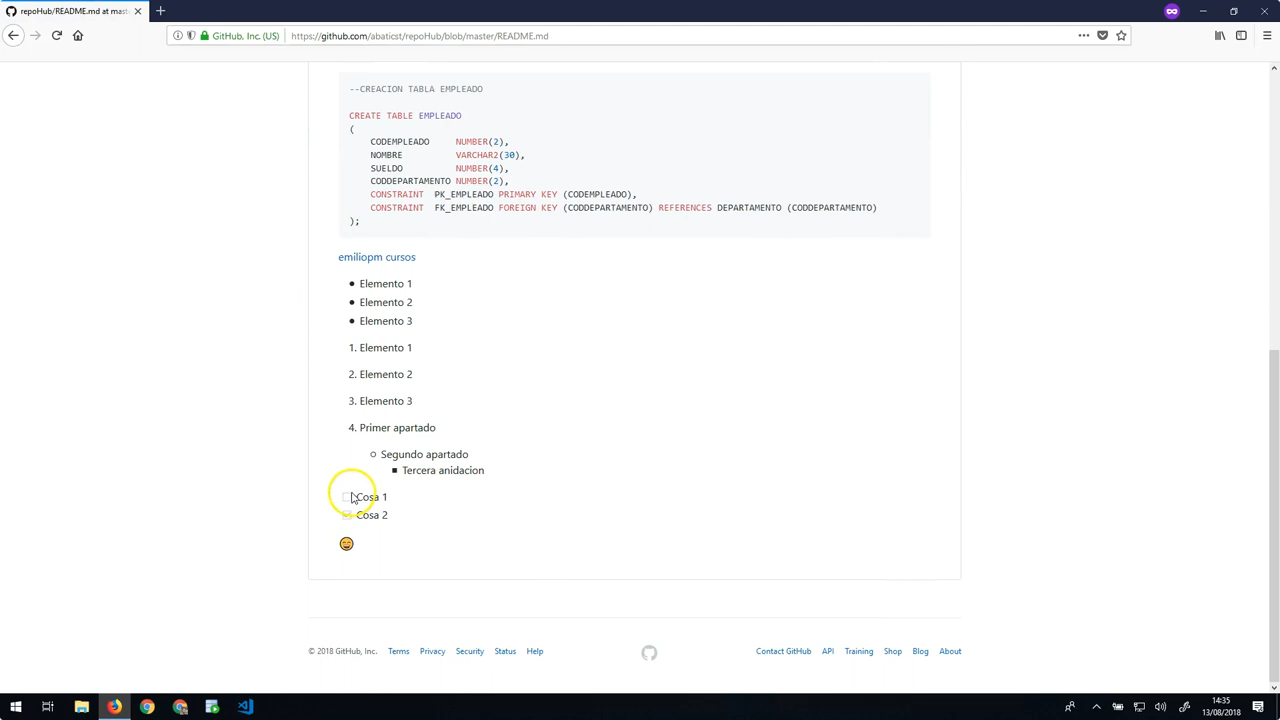 repoHub/README.md at maste
GitHub, Inc. (US)
https://github.com/abaticst/repoHub/blob/master/README.md
--CREACION TABLA EMPLEADO
CREATE TABLE EMPLEADO
(
CODEMPLEADO NUMBER(2),
NOMBRE VARCHAR2(30),
SUELDO NUMBER(4),
CODDEPARTAMENTO NUMBER(2),
CONSTRAINT PK_EMPLEADO PRIMARY KEY (CODEMPLEADO),
CONSTRAINT FK_EMPLEADO FOREIGN KEY (CODDEPARTAMENTO) REFERENCES DEPARTAMENTO (CODDEPARTAMENTO)
);
emiliopm cursos
• Elemento 1
• Elemento 2
• Elemento 3
1. Elemento 1
2. Elemento 2
3. Elemento 3
4. Primer apartado
Segundo apartado
Tercera anidacion
Cosa 1
Cosa 2
© 2018 GitHub, Inc. Terms Privacy Security Status Help Contact GitHub API Training Shop Blog About
14:35
13/08/2018